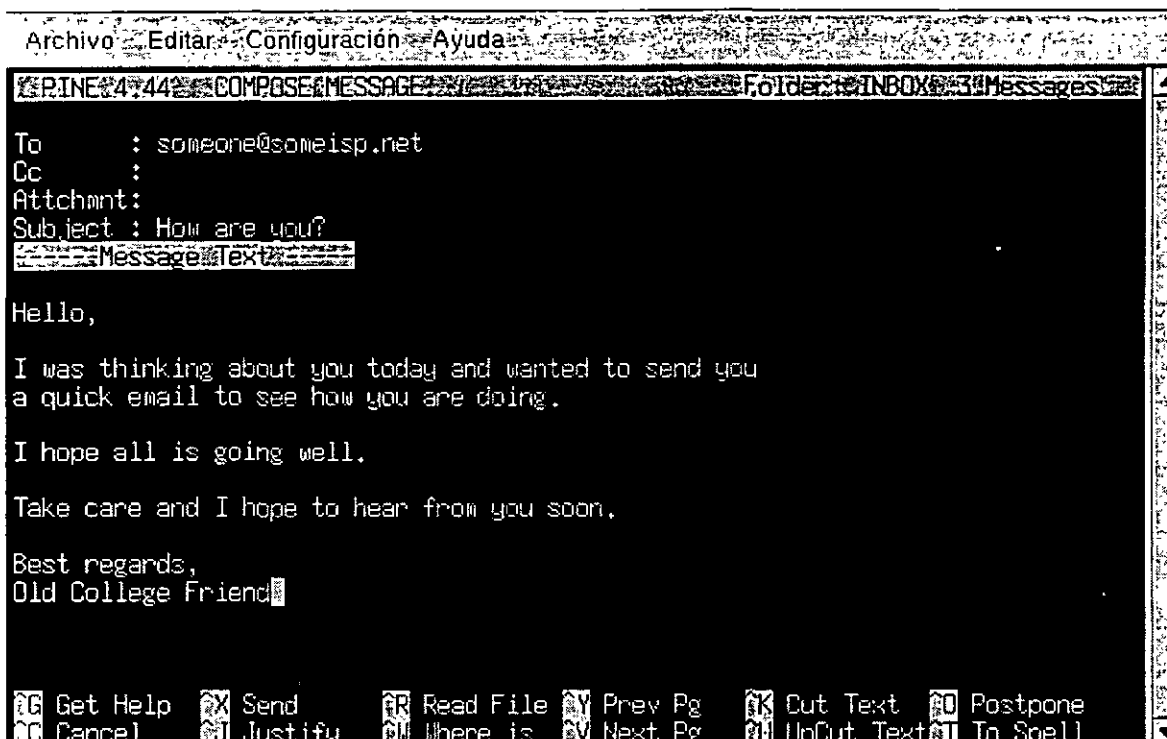 Archivo Editar Configuración Ayuda
PINE 4.44 COMPOSE MESSAGE Folder: INBOX 3 Messages
To : someone@someisp.net
Cc :
Attchmnt:
Subject : How are you?
----- Message Text -----
Hello,
I was thinking about you today and wanted to send you
a quick email to see how you are doing.
I hope all is going well.
Take care and I hope to hear from you soon.
Best regards,
Old College Friend
^G Get Help ^X Send ^R Read File ^Y Prev Pg ^K Cut Text ^O Postpone
^C Cancel ^J Justify ^W Where is ^V Next Pg ^U UnCut Text ^T To Spell